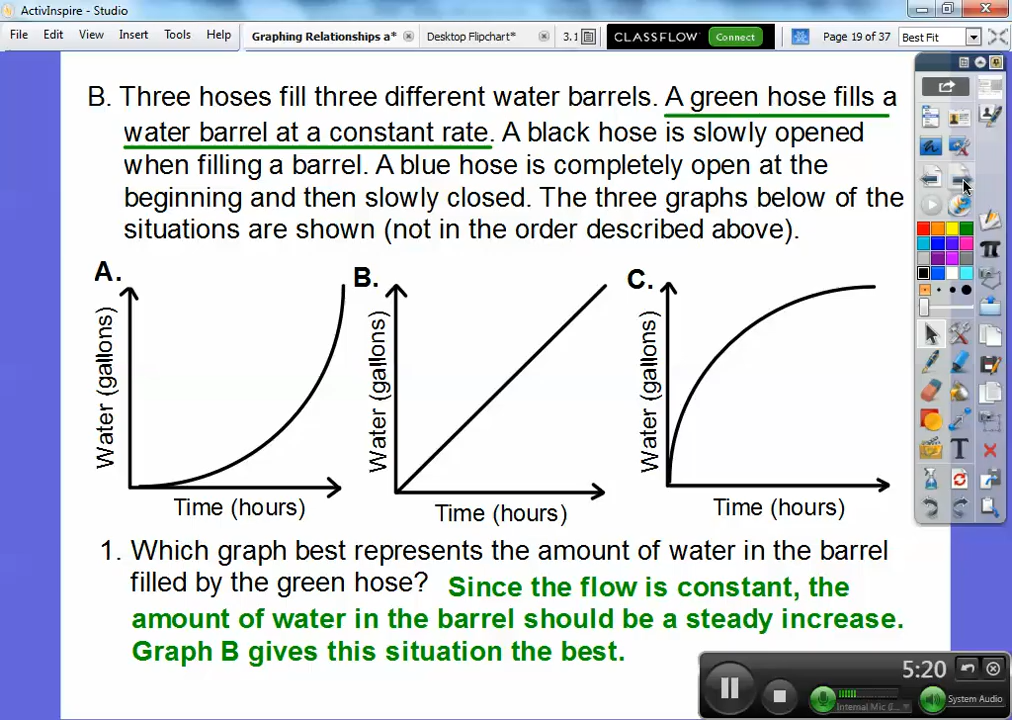 ActivInspire - Studio
File Edit View Insert Tools Help Graphing Relationships a* Desktop Flipchart* 3.1 CLASSFLOW Connect Page 19 of 37 Best Fit
B. Three hoses fill three different water barrels. A green hose fills a
water barrel at a constant rate. A black hose is slowly opened
when filling a barrel. A blue hose is completely open at the
beginning and then slowly closed. The three graphs below of the
situations are shown (not in the order described above).
A. B. C.
Water (gallons) Water (gallons) Water (gallons)
Time (hours) Time (hours) Time (hours)
1. Which graph best represents the amount of water in the barrel
filled by the green hose? Since the flow is constant, the
amount of water in the barrel should be a steady increase.
Graph B gives this situation the best.
5:20
Internal Mic (I... System Audio